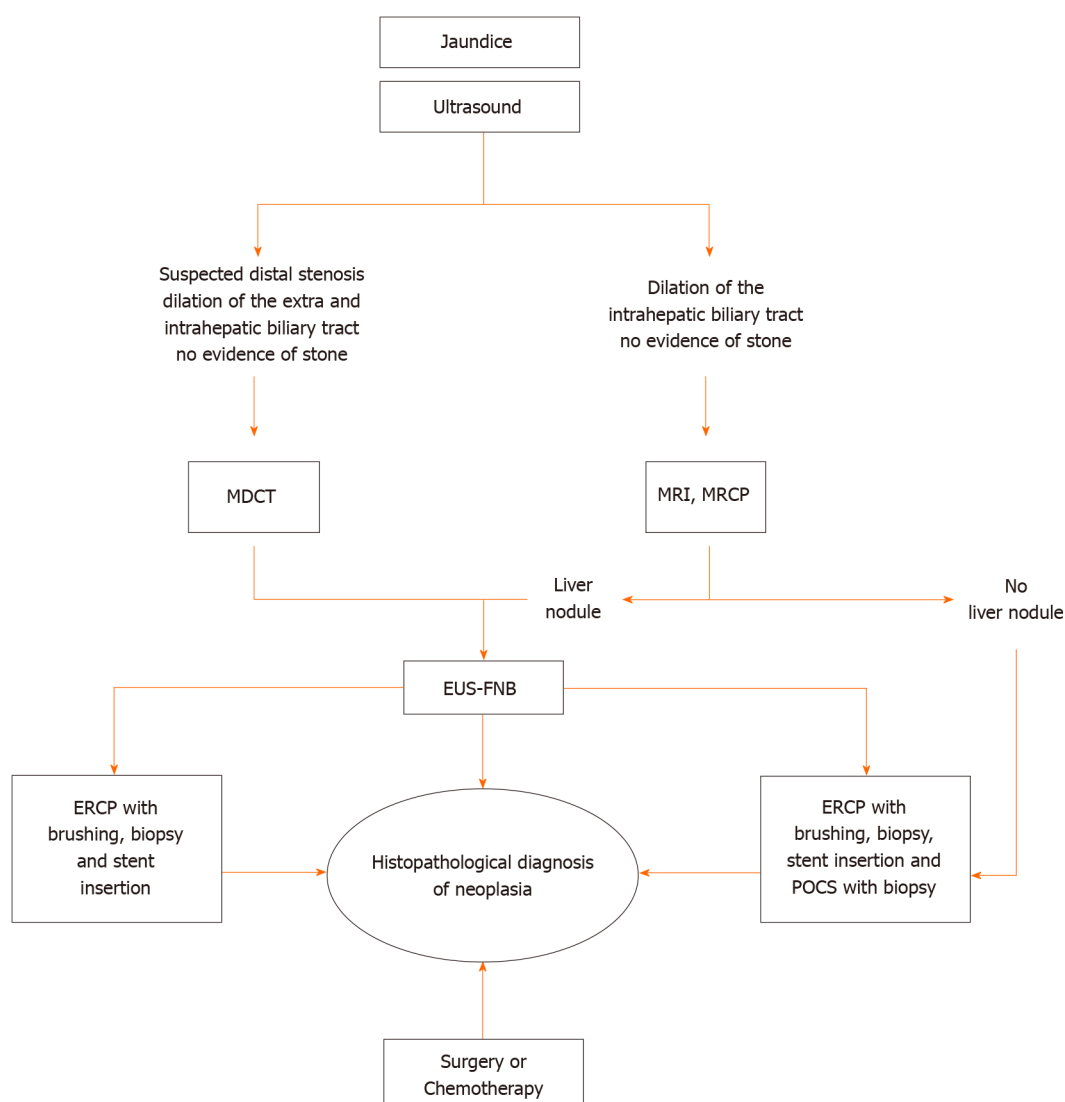 Jaundice
Ultrasound
Suspected distal stenosis
dilation of the extra and
intrahepatic biliary tract
no evidence of stone
Dilation of the
intrahepatic biliary tract
no evidence of stone
MDCT
MRI, MRCP
Liver
nodule
No
liver nodule
EUS-FNB
ERCP with
brushing, biopsy
and stent
insertion
Histopathological diagnosis
of neoplasia
ERCP with
brushing, biopsy,
stent insertion and
POCS with biopsy
Surgery or
Chemotherapy